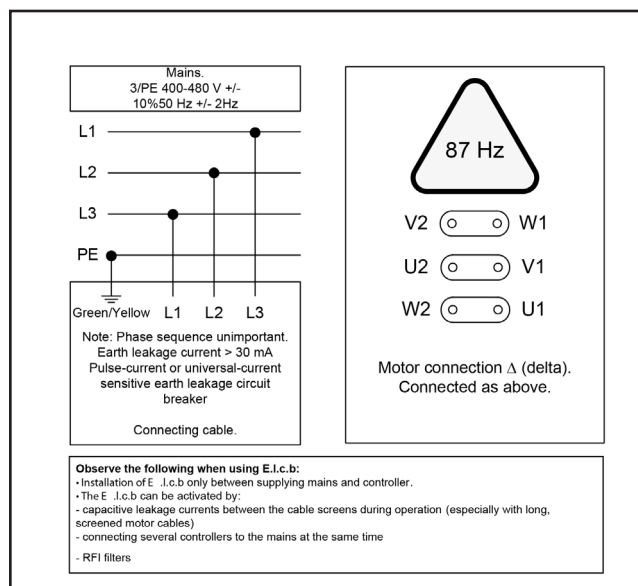 Mains.
3/PE 400-480 V +/-
10%50 Hz +/- 2Hz
L1
L2
L3
PE
Green/Yellow L1 L2 L3
Note: Phase sequence unimportant.
Earth leakage current > 30 mA
Pulse-current or universal-current
sensitive earth leakage circuit
breaker
Connecting cable.
87 Hz
V2 W1
U2 V1
W2 U1
Motor connection Δ (delta).
Connected as above.
Observe the following when using E.l.c.b:
• Installation of E .l.c.b only between supplying mains and controller.
• The E .l.c.b can be activated by:
- capacitive leakage currents between the cable screens during operation (especially with long,
screened motor cables)
- connecting several controllers to the mains at the same time
- RFI filters